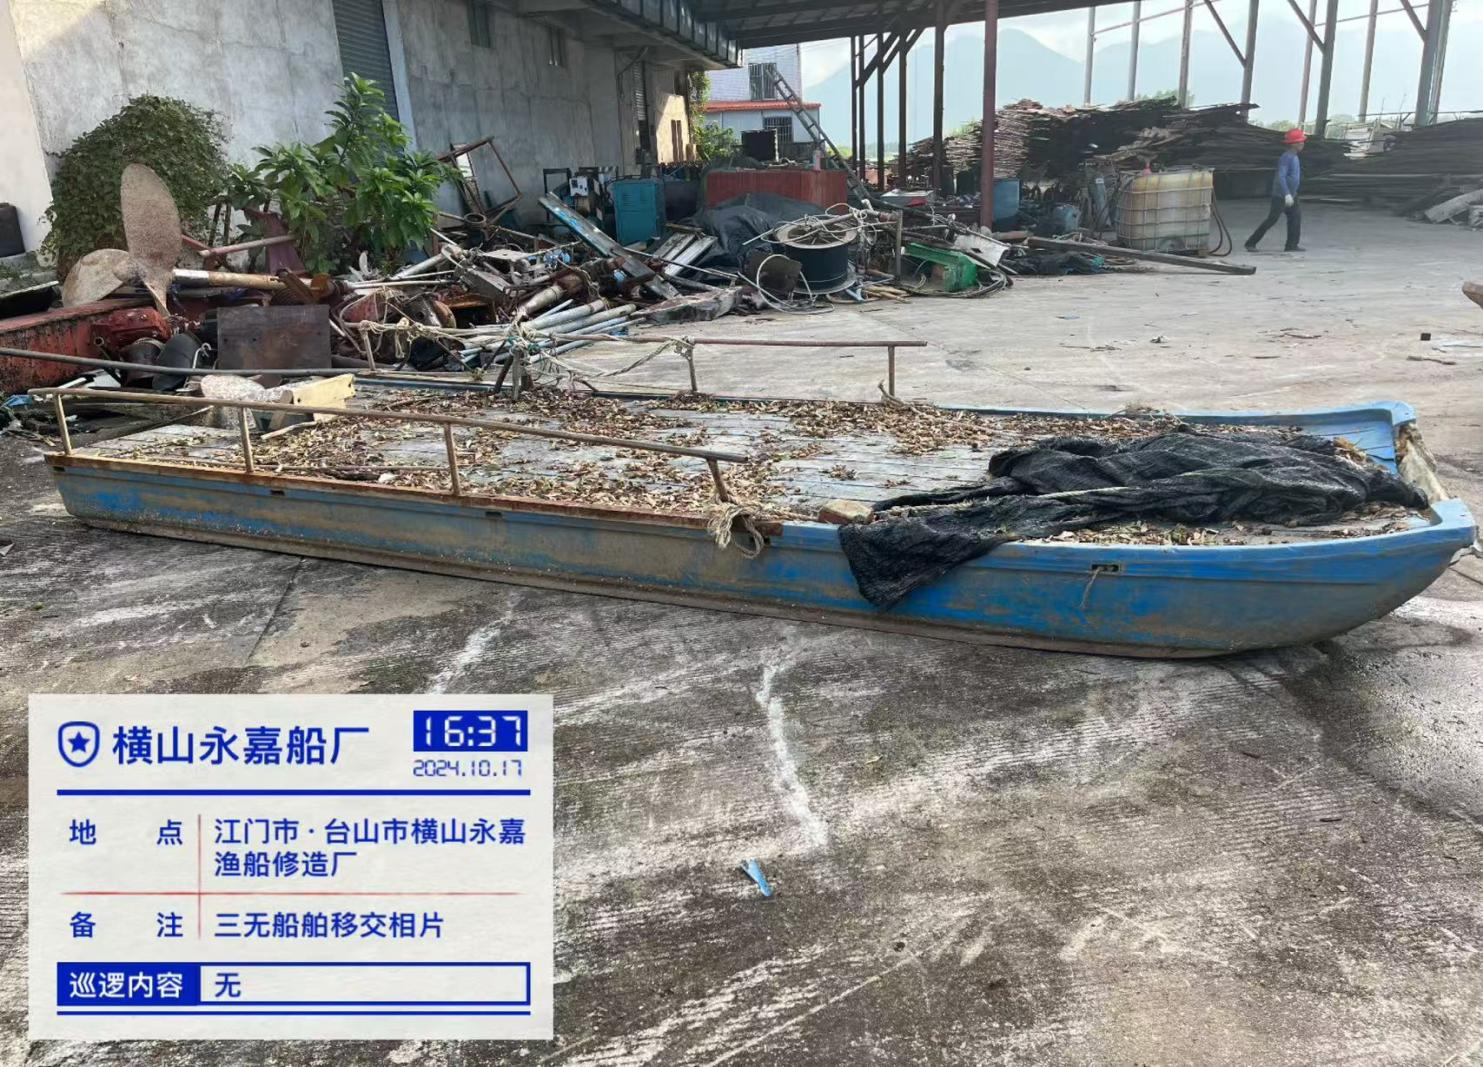 横山永嘉船厂
16:37
2024.10.17
地 点 江门市·台山市横山永嘉
渔船修造厂
备 注 三无船舶移交相片
巡逻内容 无